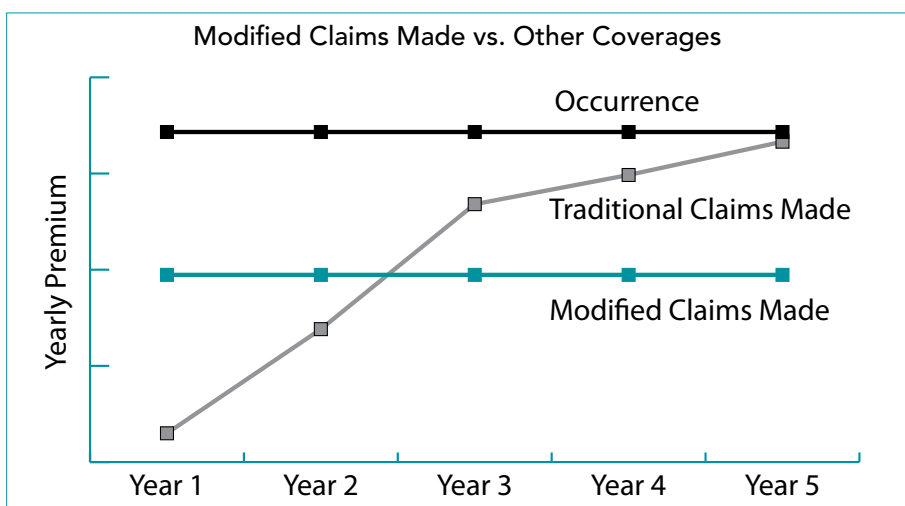 Modified Claims Made vs. Other Coverages
Occurrence
Traditional Claims Made
Modified Claims Made
Yearly Premium
Year 1
Year 2
Year 3
Year 4
Year 5